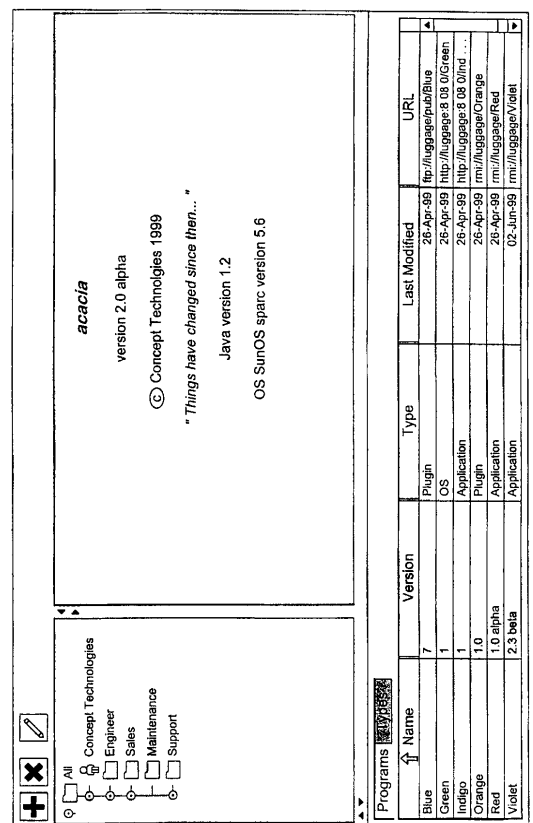 All
Concept Technologies
Engineer
Sales
Maintenance
Support
acacia
version 2.0 alpha
© Concept Technolgies 1999
"Things have changed since then..."
Java version 1.2
OS SunOS sparc version 5.6
Programs Types
Name Version Type Last Modified URL
Blue 7 Plugin 26-Apr-99 ftp://luggage/pub/Blue
Green 1 OS 26-Apr-99 http://luggage:8 08 0/Green
Indigo 1 Application 26-Apr-99 http://luggage:8 08 0/Ind ...
Orange 1.0 Plugin 26-Apr-99 rmi://luggage/Orange
Red 1.0 alpha Application 26-Apr-99 rmi://luggage/Red
Violet 2.3 beta Application 02-Jun-99 rmi://luggage/Violet